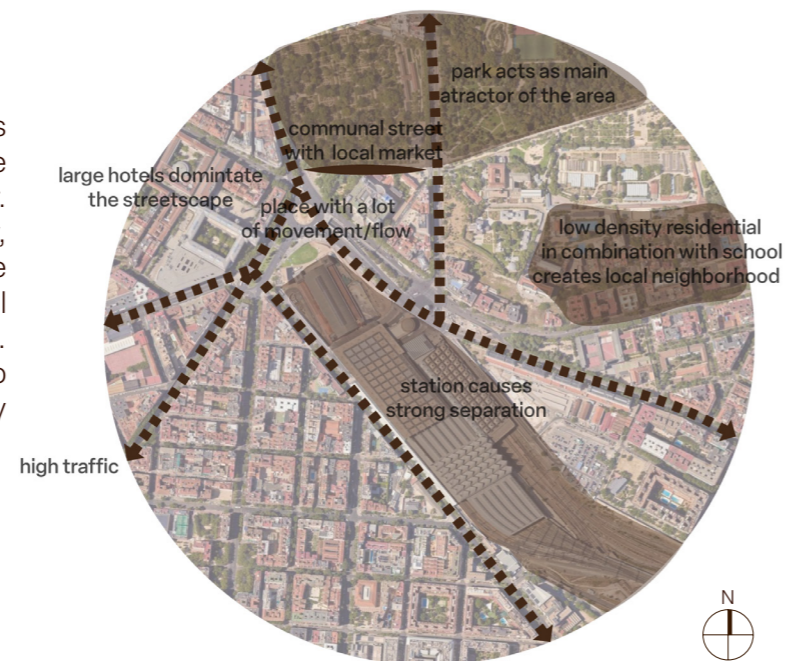 s
e
.
;
e
l
.
o
y
park acts as main
atractor of the area
communal street
with local market
large hotels domintate
the streetscape
place with a lot
of movement/flow
low density residential
in combination with school
creates local neighborhood
station causes
strong separation
high traffic
N